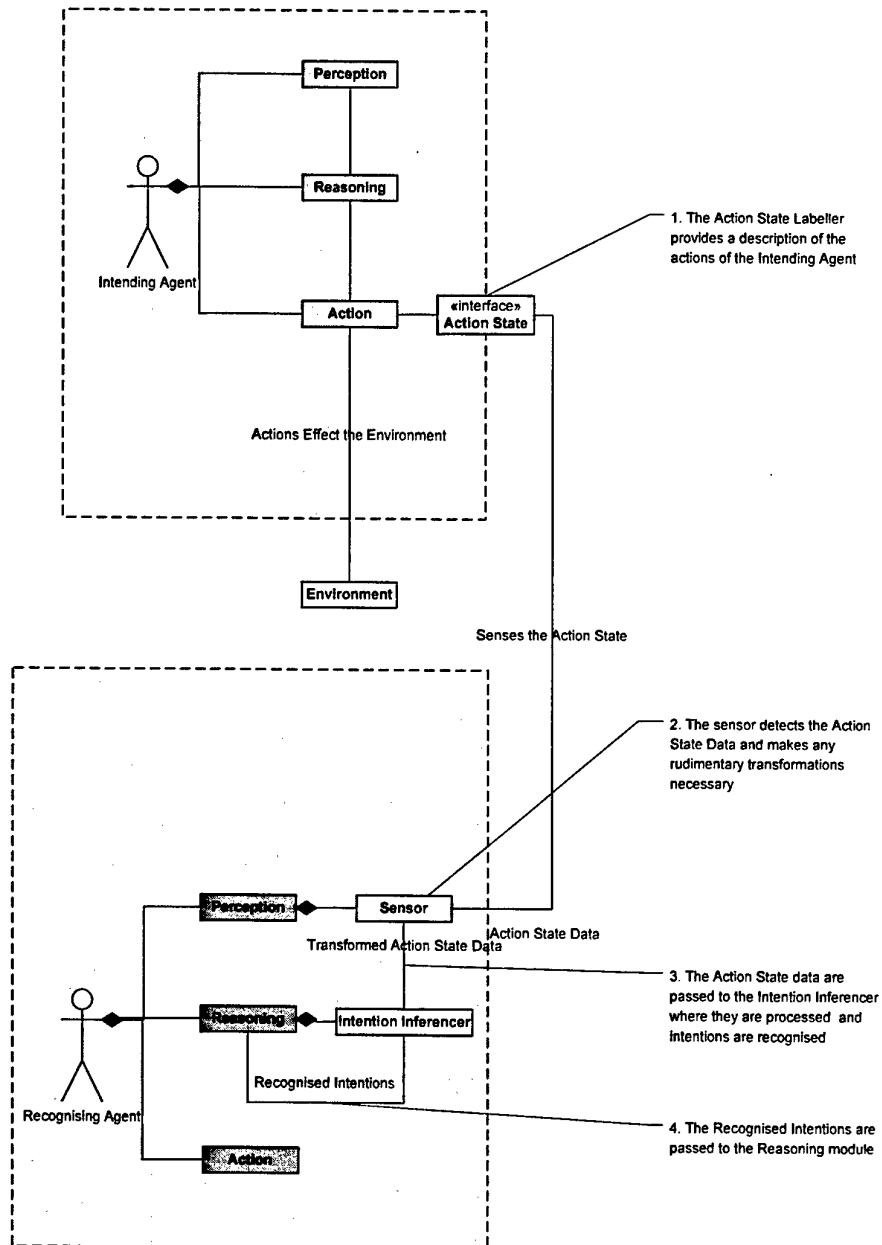 Perception
Reasoning
Intending Agent
Action
«interface»
Action State
1. The Action State Labeller
provides a description of the
actions of the Intending Agent
Actions Effect the Environment
Environment
Senses the Action State
2. The sensor detects the Action
State Data and makes any
rudimentary transformations
necessary
Perception
Sensor
Action State Data
Transformed Action State Data
3. The Action State data are
passed to the Intention Inferencer
where they are processed and
intentions are recognised
Reasoning
Intention Inferencer
Recognised Intentions
Recognising Agent
4. The Recognised Intentions are
passed to the Reasoning module
Action